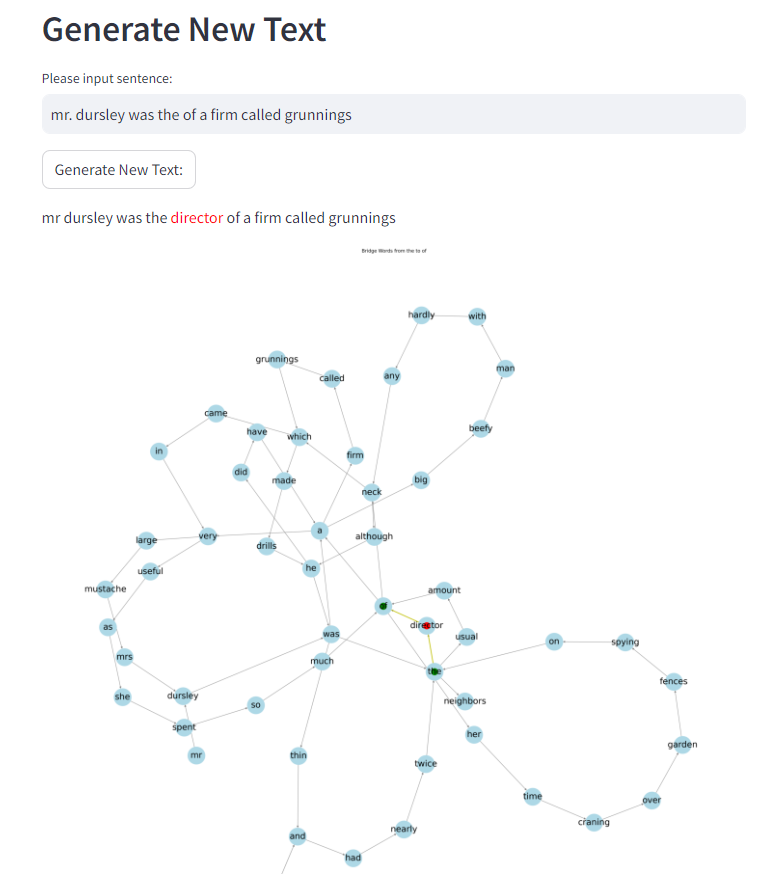 Generate New Text
Please input sentence:
mr. dursley was the of a firm called grunnings
Generate New Text:
mr dursley was the director of a firm called grunnings
Bridge Words from the to of
hardly
with
grunnings
called
any
man
came
have
which
beefy
in
firm
did
made
neck
big
a
very
although
large
drills
useful
he
mustache
amount
of
director
as
was
usual
on
spying
mrs
much
the
fences
she
dursley
neighbors
so
spent
her
garden
mr
thin
twice
time
over
craning
nearly
and
had